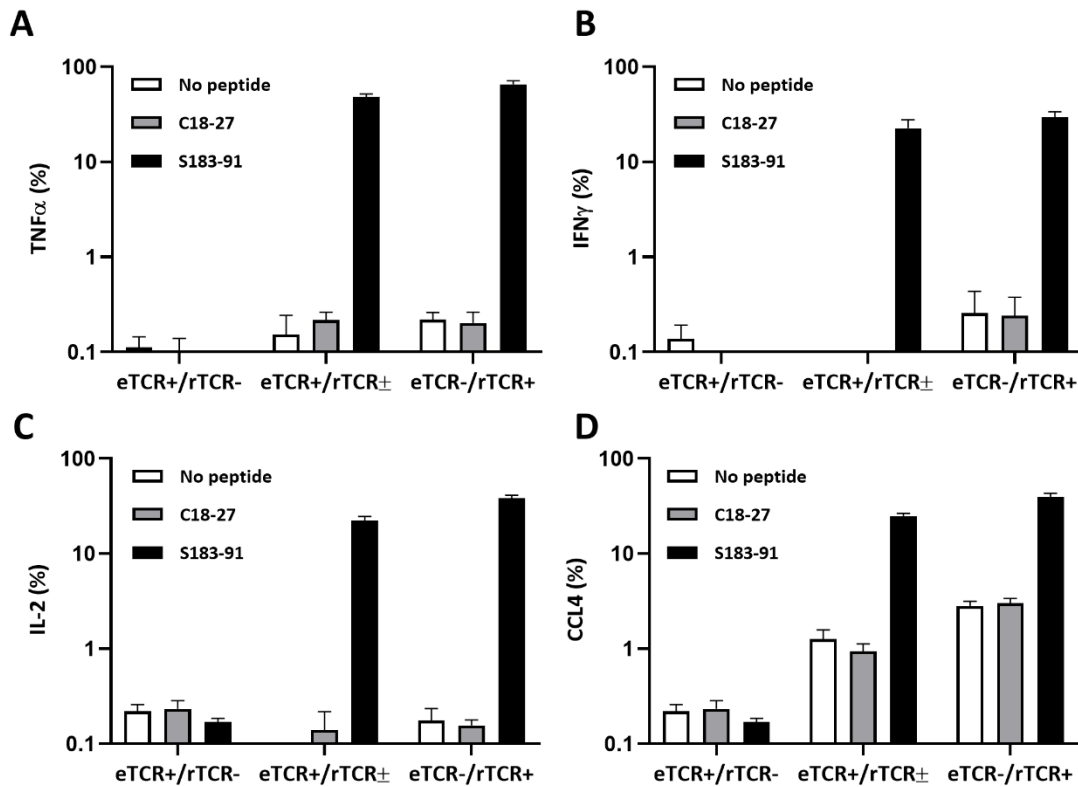 A
TNFα (%)
100
10
1
0.1
No peptide
C18-27
S183-91
eTCR+/rTCR-
eTCR+/rTCR±
eTCR-/rTCR+
B
IFNγ (%)
100
10
1
0.1
No peptide
C18-27
S183-91
eTCR+/rTCR-
eTCR+/rTCR±
eTCR-/rTCR+
C
IL-2 (%)
100
10
1
0.1
No peptide
C18-27
S183-91
eTCR+/rTCR-
eTCR+/rTCR±
eTCR-/rTCR+
D
CCL4 (%)
100
10
1
0.1
No peptide
C18-27
S183-91
eTCR+/rTCR-
eTCR+/rTCR±
eTCR-/rTCR+